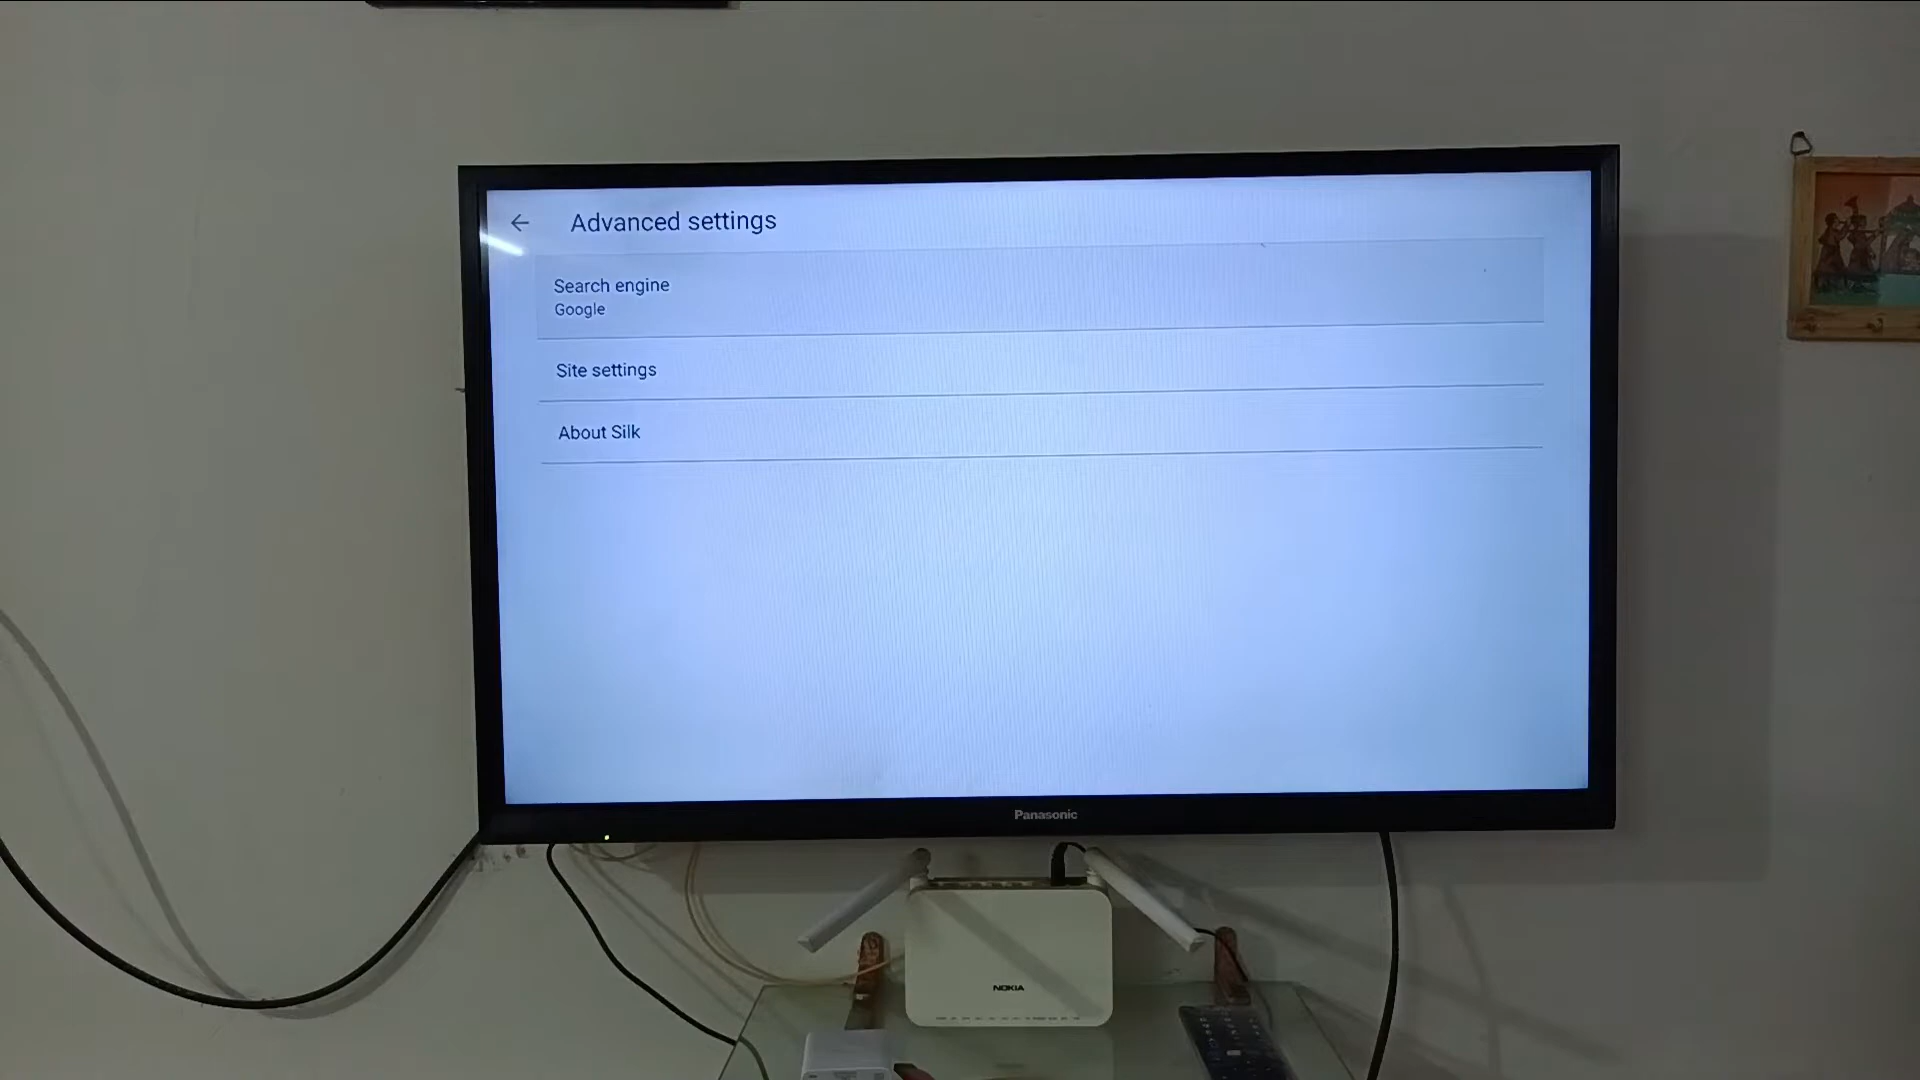 Advanced settings
Search engine
Google
Site settings
About Silk
Panasonic
NOKIA